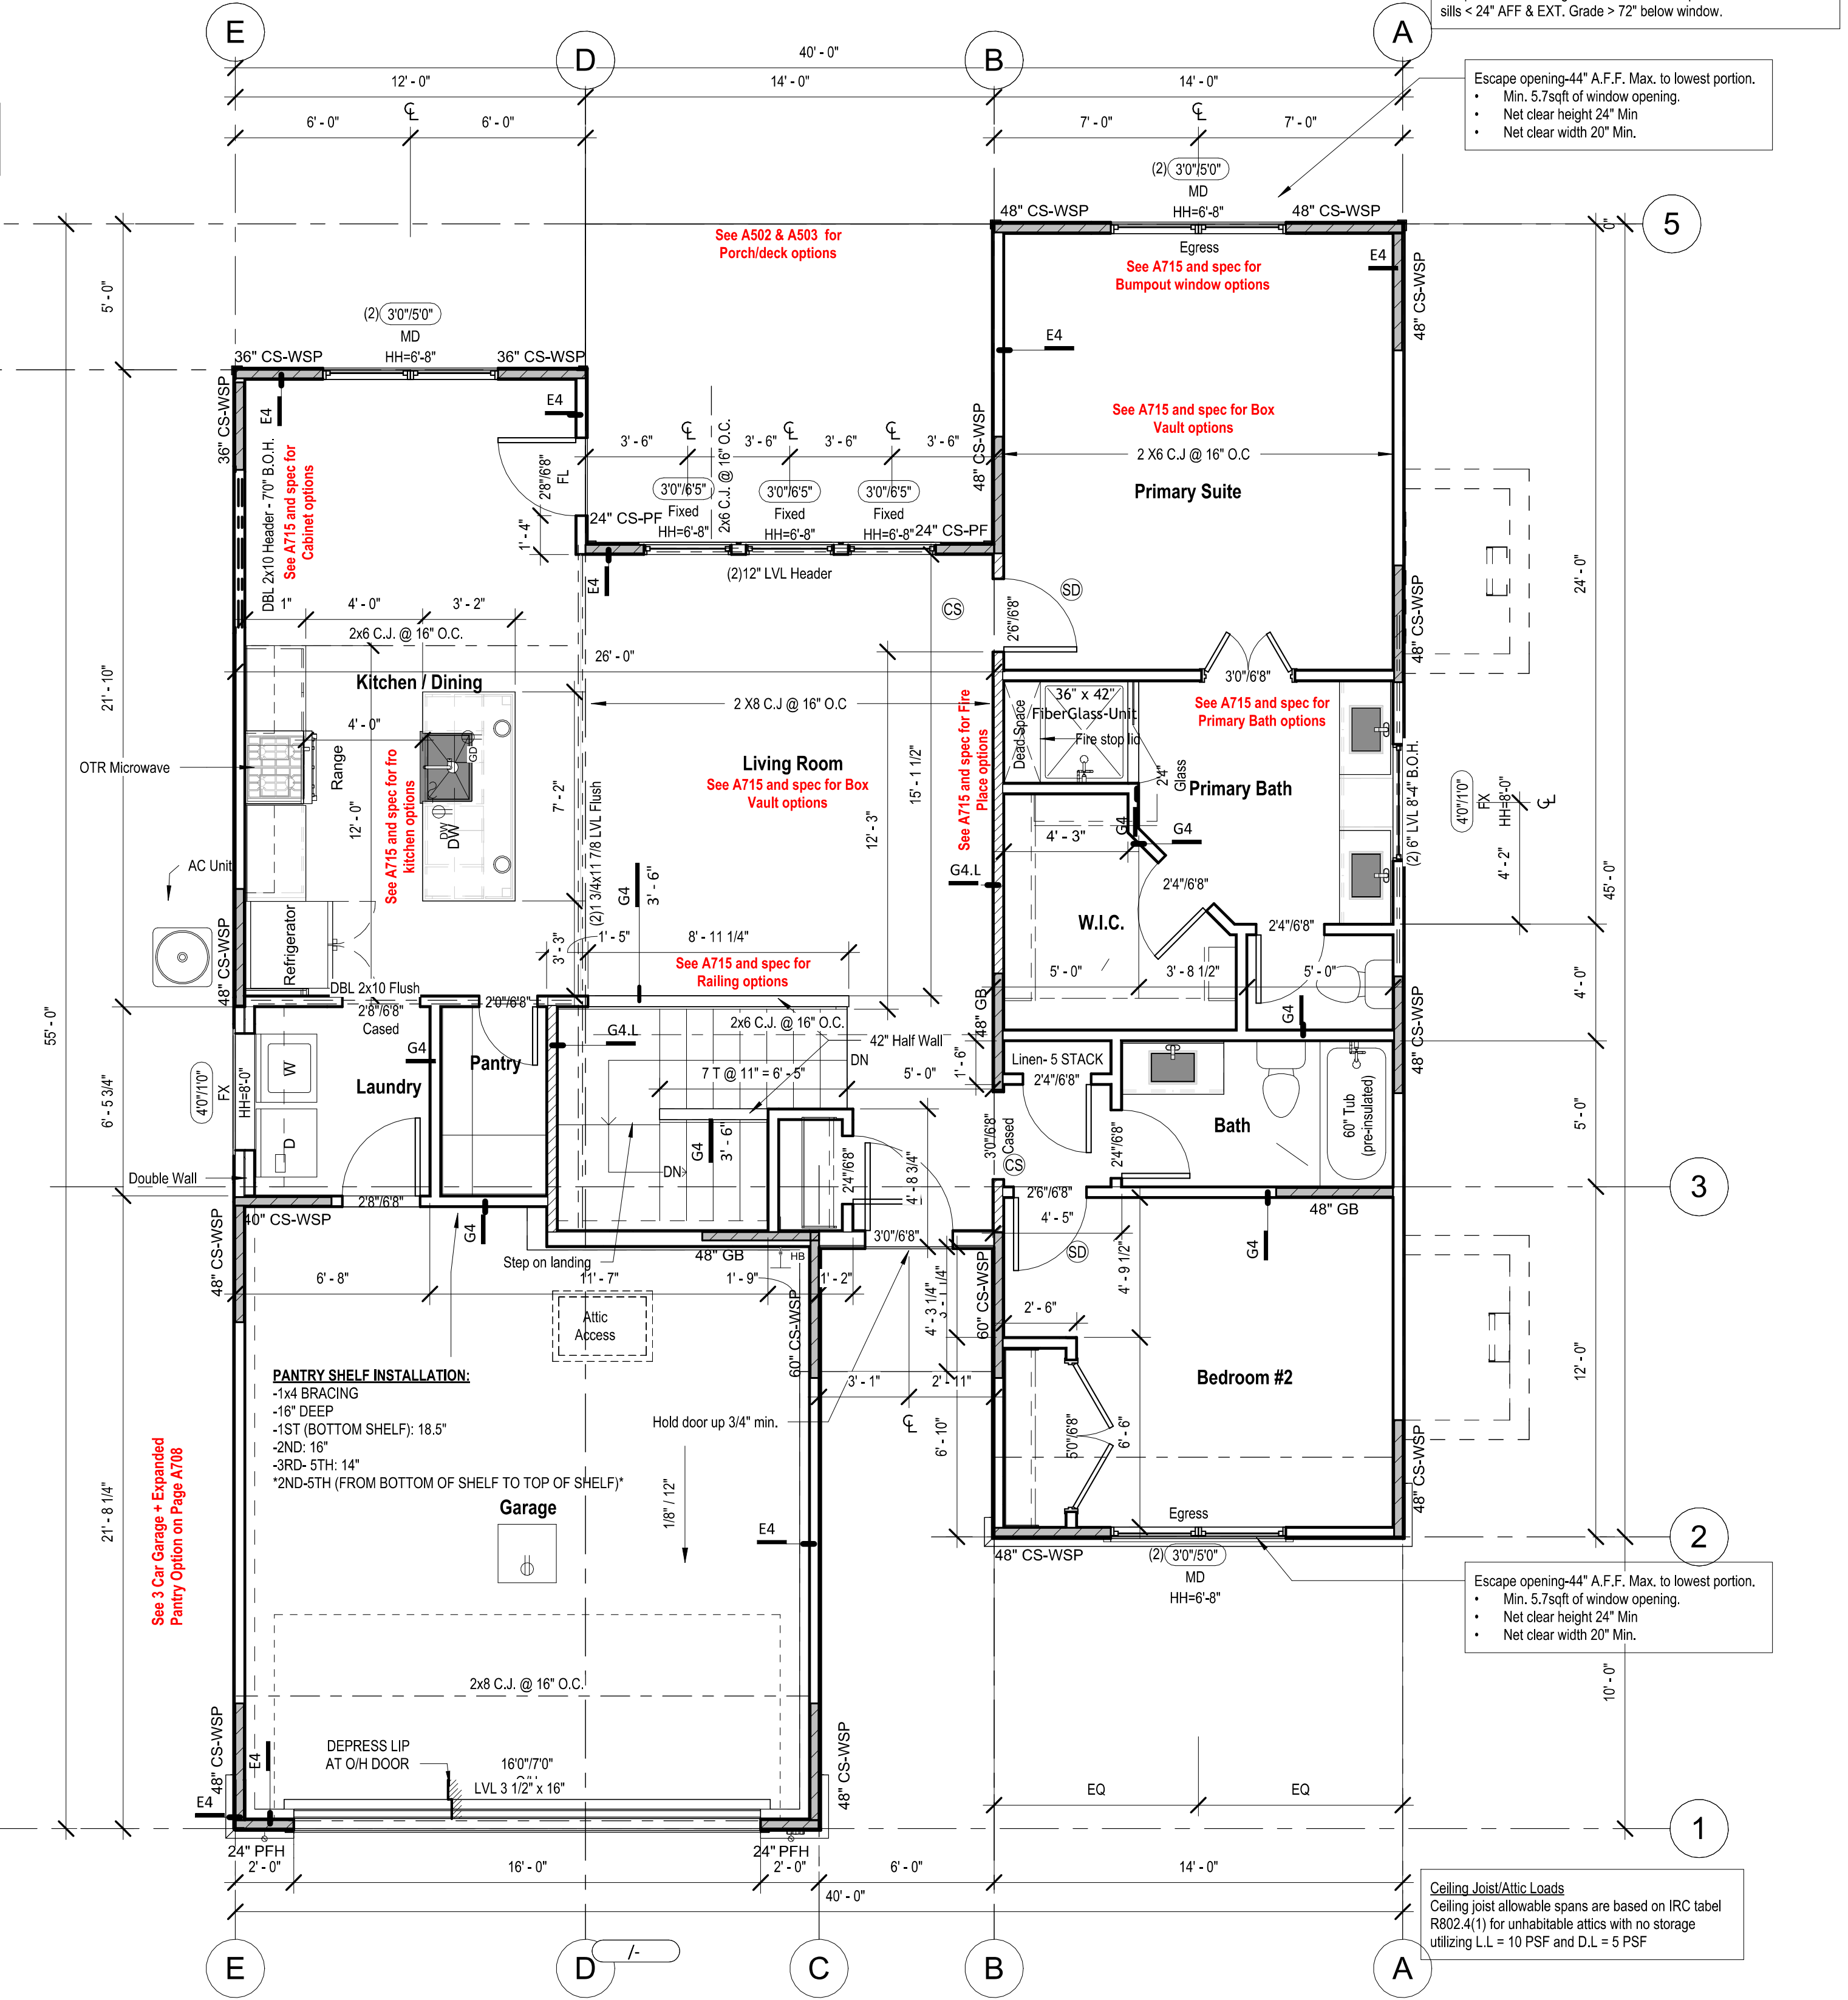 sills < 24" AFF & EXT. Grade > 72" below window.
E
D
B
A
40' - 0"
12' - 0"
14' - 0"
14' - 0"
6' - 0"
6' - 0"
7' - 0"
7' - 0"
Escape opening-44" A.F.F. Max. to lowest portion.
• Min. 5.7sqft of window opening.
• Net clear height 24" Min
• Net clear width 20" Min.
(2) 3'0"/5'0"
MD
HH=6'-8"
48" CS-WSP
48" CS-WSP
Egress
5
0"
See A502 & A503 for
Porch/deck options
See A715 and spec for
Bumpout window options
E4
48" CS-WSP
5' - 0"
(2) 3'0"/5'0"
MD
HH=6'-8"
36" CS-WSP
36" CS-WSP
36" CS-WSP
E4
E4
E4
DBL 2x10 Header - 7'0" B.O.H.
See A715 and spec for
Cabinet options
2'8"/6'8"
FL
1' - 4"
3' - 6"
3' - 6"
3' - 6"
3' - 6"
2x6 C.J. @ 16" O.C.
3'0"/6'5"
Fixed
HH=6'-8"
3'0"/6'5"
Fixed
HH=6'-8"
3'0"/6'5"
Fixed
HH=6'-8"
24" CS-PF
24" CS-PF
48" CS-WSP
(2)12" LVL Header
E4
See A715 and spec for Box
Vault options
2 X6 C.J @ 16" O.C
Primary Suite
CS
SD
2'6"/6'8"
48" CS-WSP
24' - 0"
1"
4' - 0"
3' - 2"
2x6 C.J. @ 16" O.C.
26' - 0"
21' - 10"
Kitchen / Dining
4' - 0"
OTR Microwave
Range
12' - 0"
See A715 and spec for fro
kitchen options
GD
DW
DW
7' - 2"
(2)1 3/4x11 7/8 LVL Flush
2 X8 C.J @ 16" O.C
Living Room
See A715 and spec for Box
Vault options
12' - 3"
15' - 1 1/2"
See A715 and spec for Fire
Place options
3'0"/6'8"
36" x 42"
FiberGlass-Unit
Dead Space
Fire stop lid
24"
Glass
See A715 and spec for
Primary Bath options
Primary Bath
(2) 6" LVL 8'-4" B.O.H.
4'0"/1'0"
FX
HH=8'-0"
4' - 2"
45' - 0"
AC Unit
Refrigerator
48" CS-WSP
G4
3' - 6"
G4.L
4' - 3"
G4
G4
2'4"/6'8"
W.I.C.
2'4"/6'8"
3' - 3"
1' - 5"
8' - 11 1/4"
See A715 and spec for
Railing options
5' - 0"
3' - 8 1/2"
5' - 0"
4' - 0"
DBL 2x10 Flush
2'8"/6'8"
Cased
2'0"/6'8"
55' - 0"
G4
G4.L
2x6 C.J. @ 16" O.C.
42" Half Wall
DN
48" GB
1' - 6"
G4
48" CS-WSP
W
Laundry
Pantry
7 T @ 11" = 6' - 5"
5' - 0"
Linen- 5 STACK
2'4"/6'8"
4'0"/1'0"
FX
HH=8'-0"
6' - 5 3/4"
D
G4
3' - 6"
DN
2'4"/6'8"
4' - 8 3/4"
3'0"/6'8"
Cased
CS
2'4"/6'8"
Bath
60" Tub
(pre-insulated)
5' - 0"
Double Wall
2'8"/6'8"
40" CS-WSP
48" CS-WSP
G4
Step on landing
48" GB
HB
3'0"/6'8"
2'6"/6'8"
4' - 5"
SD
48" GB
G4
3
6' - 8"
11' - 7"
1' - 9"
1' - 2"
Attic
Access
60" CS-WSP
4' - 3 1/4"
60" CS-WSP
2' - 6"
4' - 9 1/2"
3' - 1"
2' - 11"
Bedroom #2
12' - 0"
PANTRY SHELF INSTALLATION:
-1x4 BRACING
-16" DEEP
-1ST (BOTTOM SHELF): 18.5"
-2ND: 16"
-3RD- 5TH: 14"
*2ND-5TH (FROM BOTTOM OF SHELF TO TOP OF SHELF)*
Hold door up 3/4" min.
6' - 10"
5'0"/6'8"
6' - 6"
48" CS-WSP
See 3 Car Garage + Expanded
Pantry Option on Page A708
21' - 8 1/4"
Garage
1/8" / 12"
E4
Egress
48" CS-WSP
(2) 3'0"/5'0"
MD
HH=6'-8"
2
Escape opening-44" A.F.F. Max. to lowest portion.
• Min. 5.7sqft of window opening.
• Net clear height 24" Min
• Net clear width 20" Min.
10' - 0"
2x8 C.J. @ 16" O.C.
DEPRESS LIP
AT O/H DOOR
16'0"/7'0"
LVL 3 1/2" x 16"
48" CS-WSP
E4
E4
48" CS-WSP
EQ
EQ
1
24" PFH
24" PFH
2' - 0"
16' - 0"
2' - 0"
6' - 0"
14' - 0"
40' - 0"
Ceiling Joist/Attic Loads
Ceiling joist allowable spans are based on IRC tabel
R802.4(1) for unhabitable attics with no storage
utilizing L.L = 10 PSF and D.L = 5 PSF
E
D
/-
C
B
A